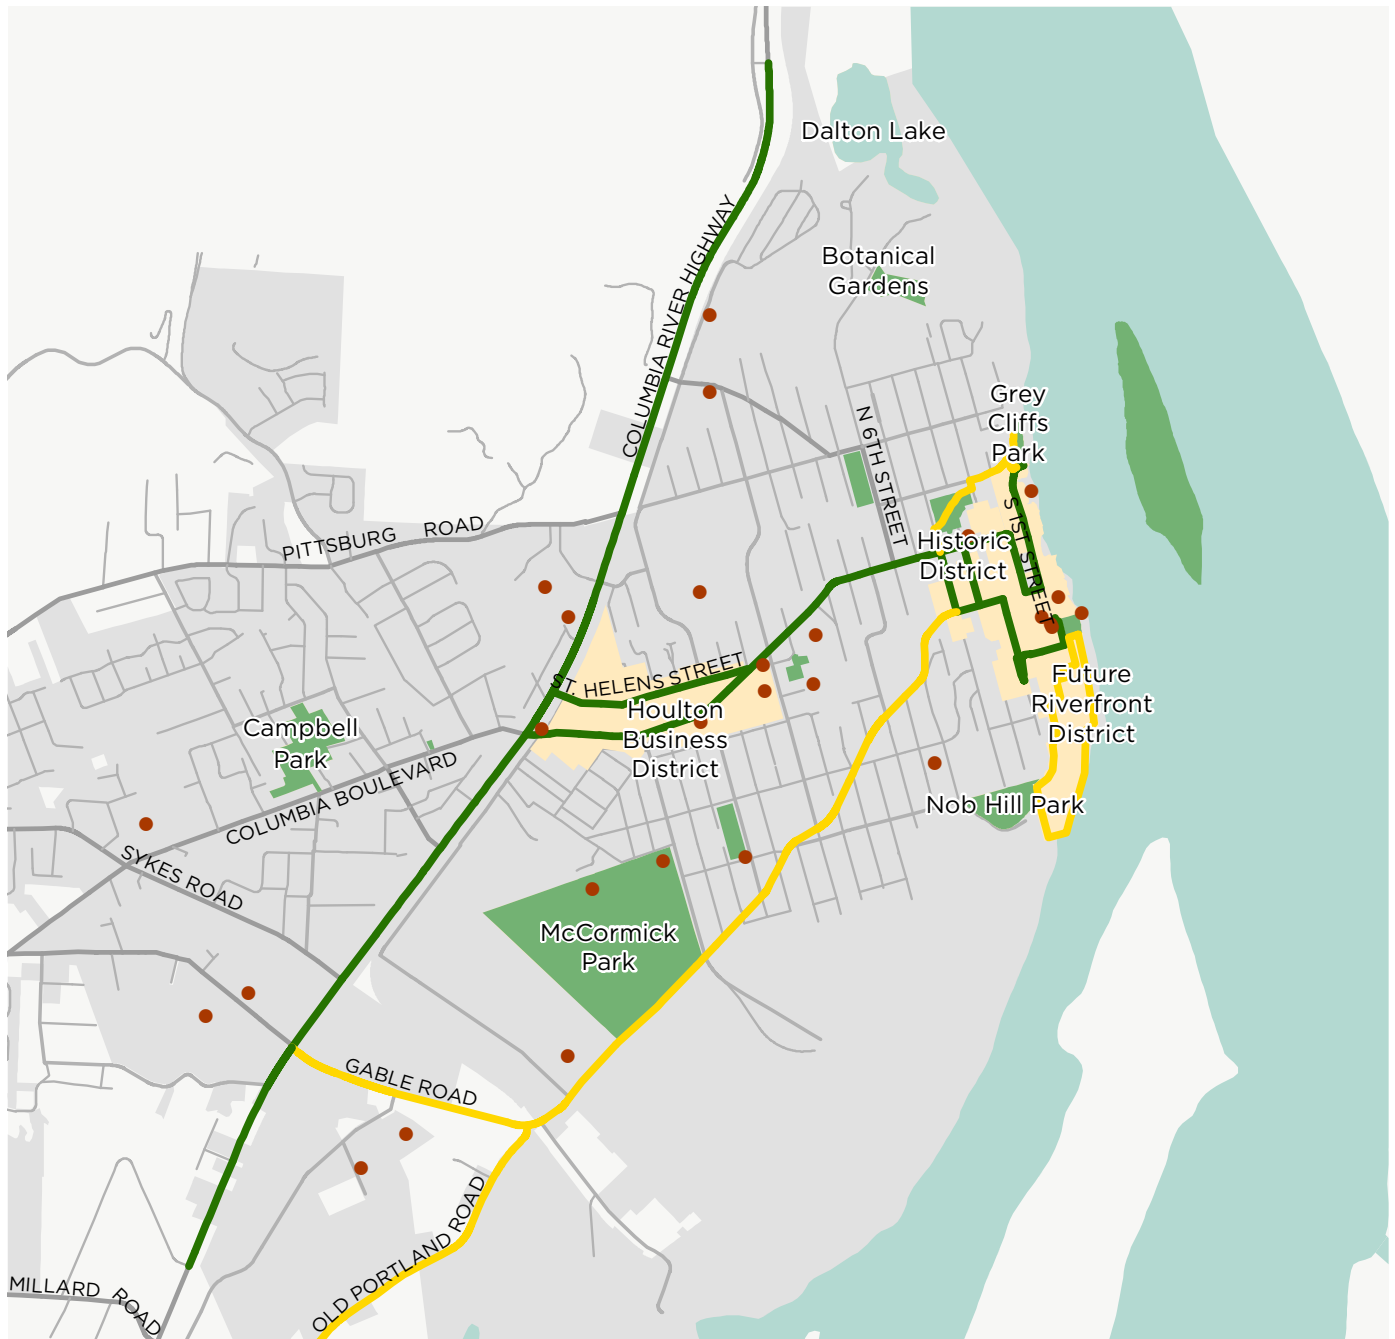 Dalton Lake
COLUMBIA RIVER HIGHWAY
Botanical
Gardens
Grey
Cliffs
Park
N 6TH STREET
PITTSBURG ROAD
S 1ST STREET
Historic
District
ST. HELENS STREET
Future
Riverfront
District
Houlton
Business
District
Campbell
Park
COLUMBIA BOULEVARD
Nob Hill Park
SYKES ROAD
McCormick
Park
GABLE ROAD
OLD PORTLAND ROAD
MILLARD ROAD